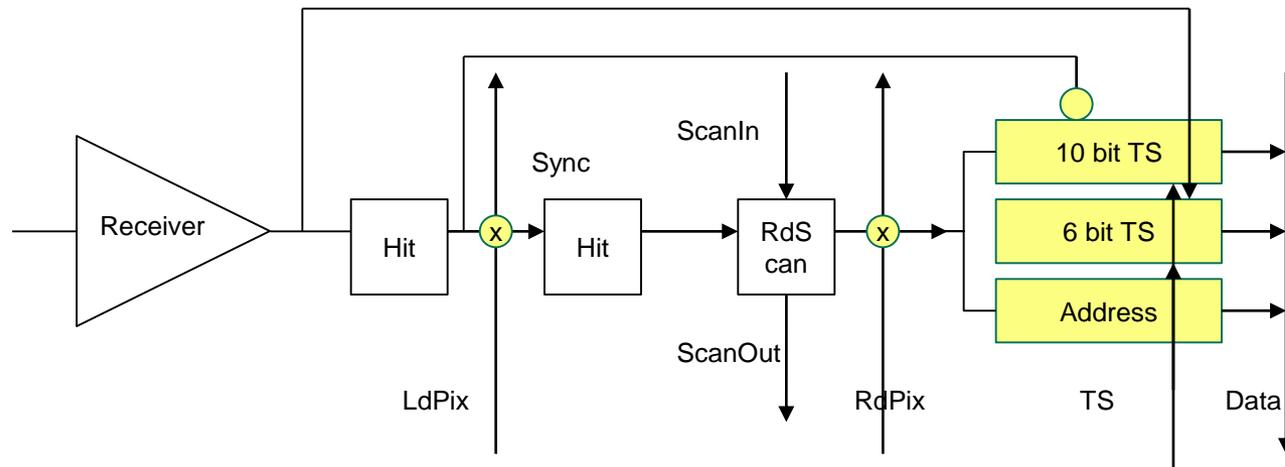 ScanIn
10 bit TS
Sync
Receiver
Hit
x
Hit
RdS
can
x
6 bit TS
Address
ScanOut
LdPix
RdPix
TS
Data